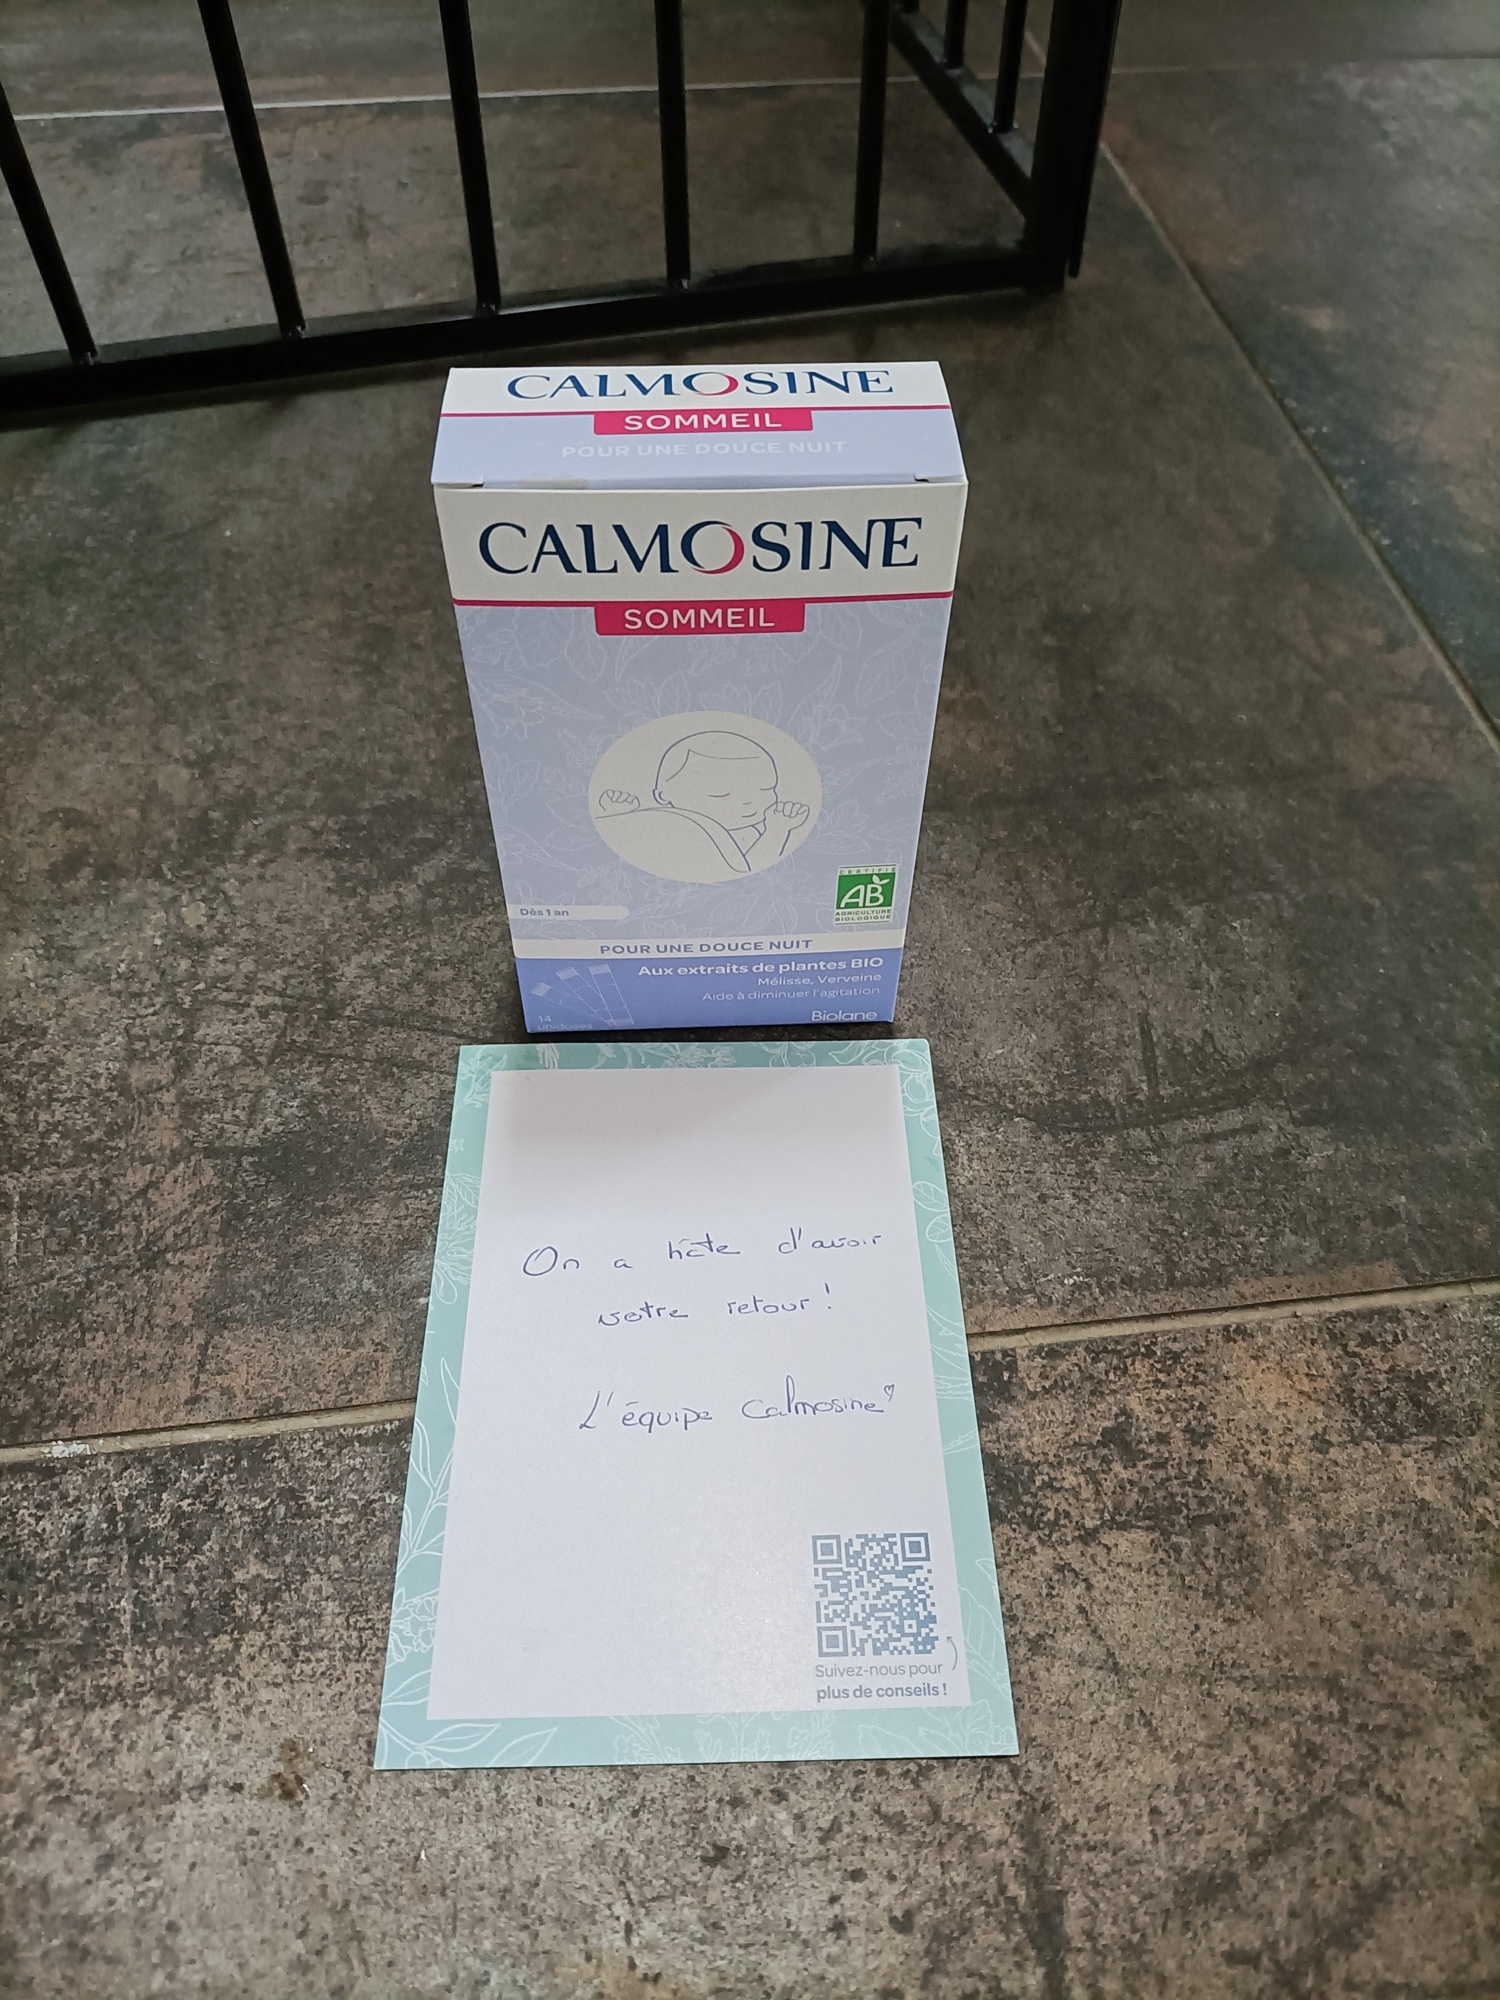 CALMOSINE
SOMMEIL
POUR UNE DOUCE NUIT
CALMOSINE
SOMMEIL
CERTIFIÉ
AB
AGRICULTURE
BIOLOGIQUE
Dès 1 an
POUR UNE DOUCE NUIT
Aux extraits de plantes BIO
Mélisse, Verveine
Aide à diminuer l'agitation
14
unidoses
Biolane
On a hâte d'avoir
votre retour !
L'équipe Calmosine
Suivez-nous pour
plus de conseils !